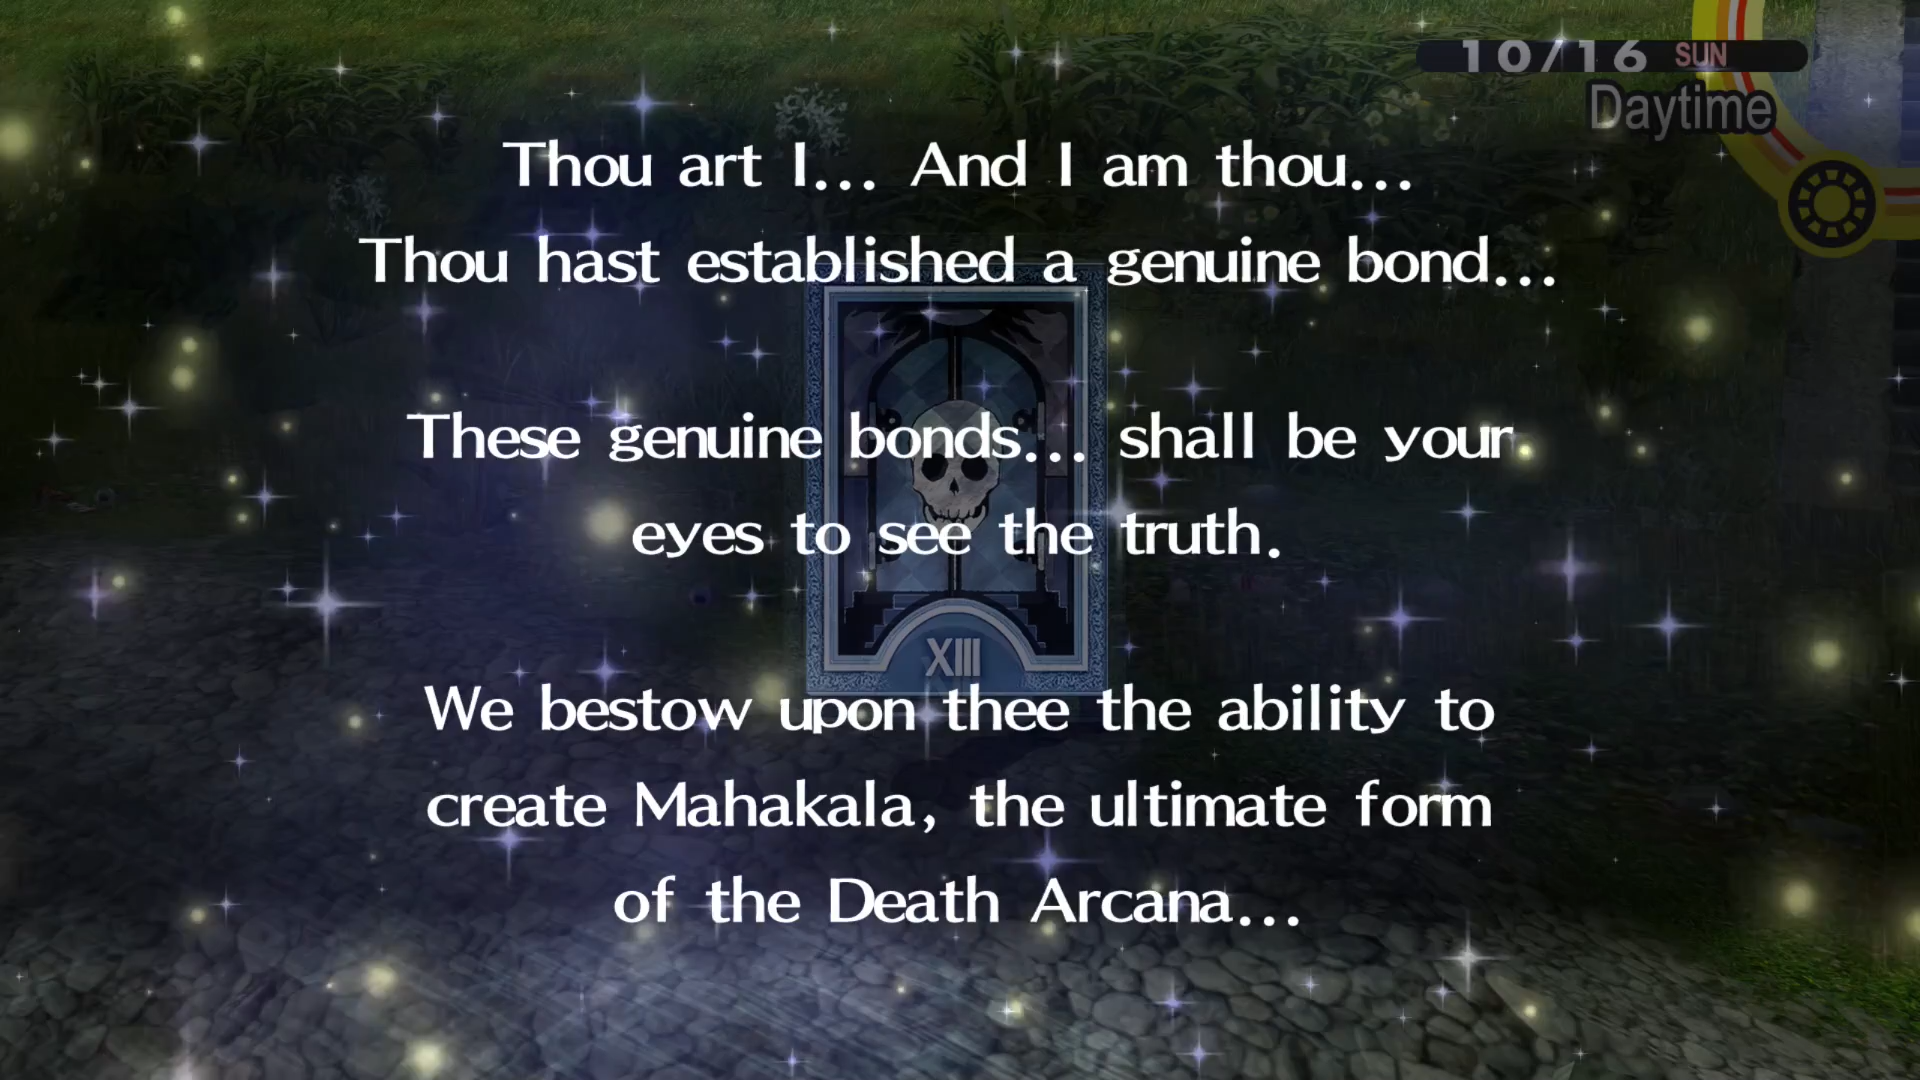 10/16 SUN
Daytime
Thou art I... And I am thou...
Thou hast established a genuine bond...
These genuine bonds... shall be your
eyes to see the truth.
XIII
We bestow upon thee the ability to
create Mahakala, the ultimate form
of the Death Arcana...